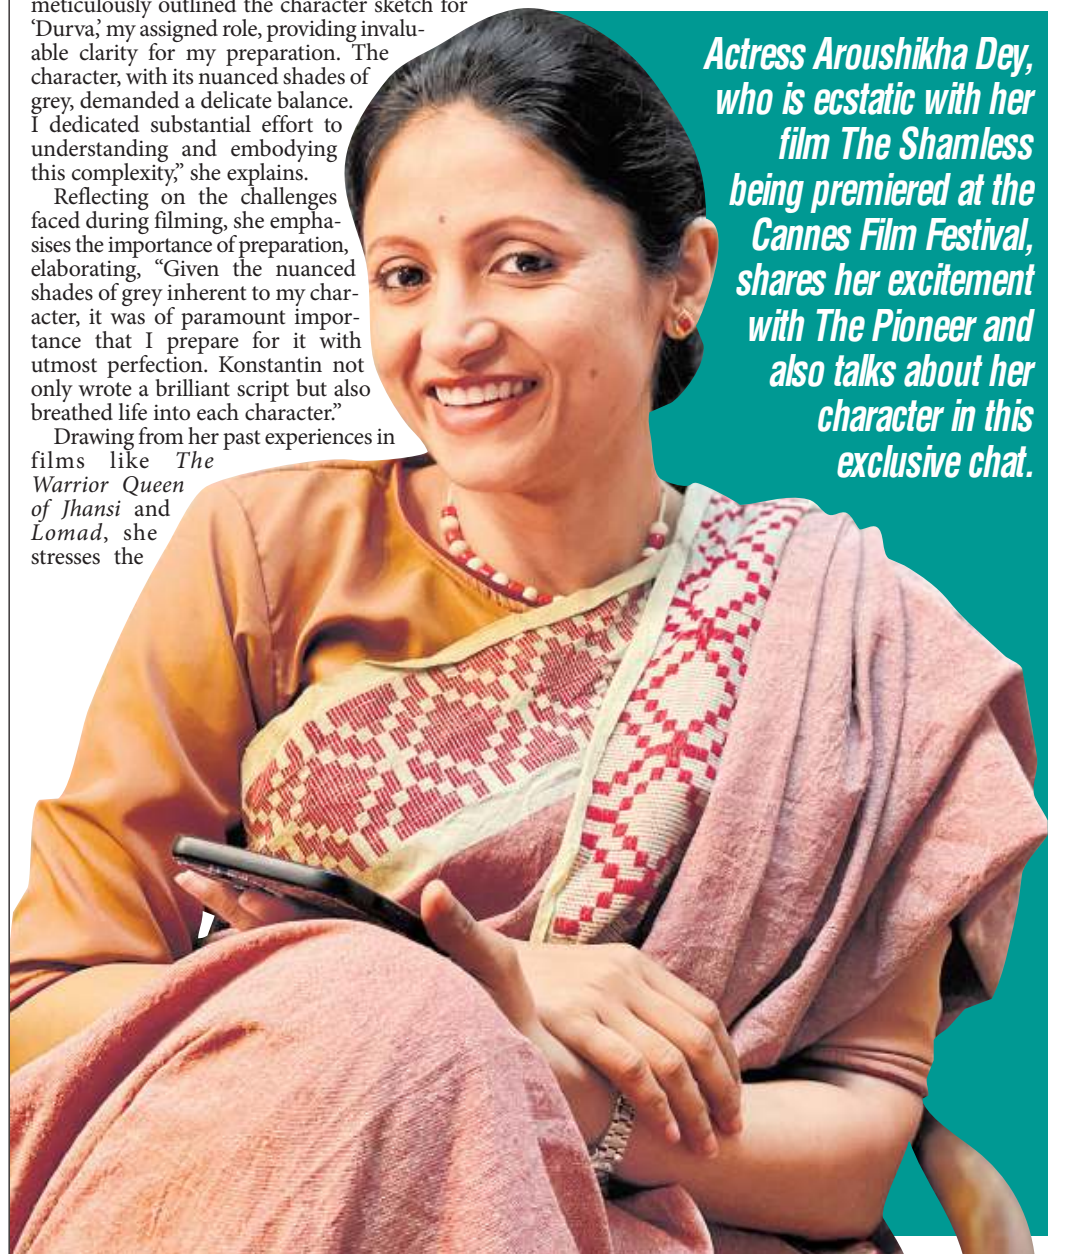 meticulously outlined the character sketch for
‘Durva,’ my assigned role, providing invalu-
able clarity for my preparation. The
character, with its nuanced shades of
grey, demanded a delicate balance.
I dedicated substantial effort to
understanding and embodying
this complexity,” she explains.
Reflecting on the challenges
faced during filming, she empha-
sises the importance of preparation,
elaborating, “Given the nuanced
shades of grey inherent to my char-
acter, it was of paramount impor-
tance that I prepare for it with
utmost perfection. Konstantin not
only wrote a brilliant script but also
breathed life into each character.”
Drawing from her past experiences in
films like The
Warrior Queen
of Jhansi and
Lomad, she
stresses the
Actress Aroushikha Dey,
who is ecstatic with her
film The Shamless
being premiered at the
Cannes Film Festival,
shares her excitement
with The Pioneer and
also talks about her
character in this
exclusive chat.